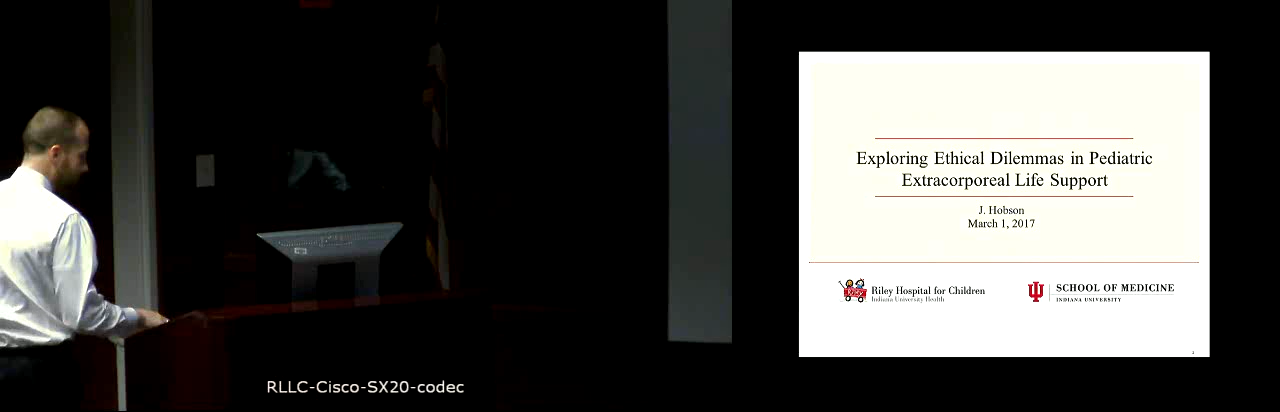 Exploring Ethical Dilemmas in Pediatric
Extracorporeal Life Support
J. Hobson
March 1, 2017
Riley Hospital for Children
Indiana University Health
SCHOOL OF MEDICINE
INDIANA UNIVERSITY
RLLC-Cisco-SX20-codec